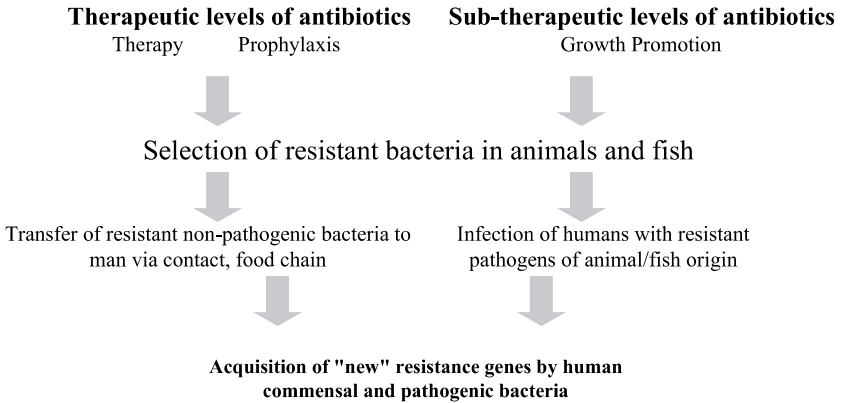 Therapeutic levels of antibiotics
Therapy Prophylaxis
Sub-therapeutic levels of antibiotics
Growth Promotion
Selection of resistant bacteria in animals and fish
Transfer of resistant non-pathogenic bacteria to
man via contact, food chain
Infection of humans with resistant
pathogens of animal/fish origin
Acquisition of "new" resistance genes by human
commensal and pathogenic bacteria